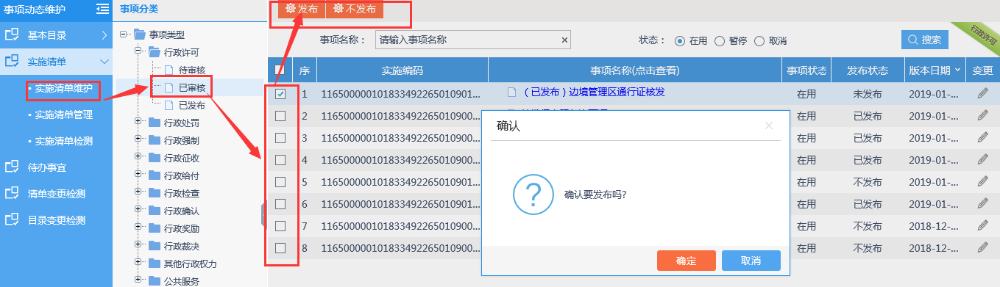 事项动态维护
基本目录
实施清单
实施清单维护
实施清单管理
实施清单检测
待办事宜
清单变更检测
目录变更检测
事项分类
事项类型
行政许可
待审核
已审核
已发布
行政处罚
行政强制
行政征收
行政给付
行政检查
行政确认
行政奖励
行政裁决
其他行政权力
公共服务
发布 不发布
事项名称： 请输入事项名称 × 状态： 在用 暂停 取消 搜索
行政许可
序 实施编码 事项名称(点击查看) 事项状态 发布状态 版本日期 变更
1 11650000010183349226501090​1... （已发布）边境管理区通行证核发 在用 未发布 2019-01-...
2 116500000101833492265010901... 在用 已发布 2019-01-...
3 116500000101833492265010901... 在用 已发布 2019-01-...
4 116500000101833492265010900... 在用 已发布 2019-01-...
5 116500000101833492265010901... 在用 不发布 2019-01-...
6 116500000101833492265010901... 在用 已发布 2019-01-...
7 116500000101833492265010900... 在用 不发布 2018-12-...
8 116500000101833492265010900... 在用 不发布 2018-12-...
确认 ×
确认要发布吗?
确定 取消